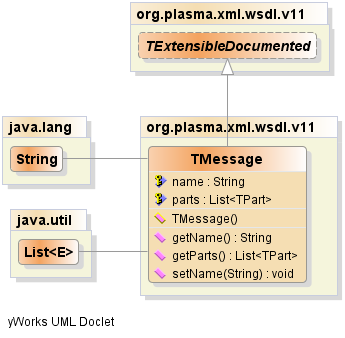 org.plasma.xml.wsdl.v11
TExtensibleDocumented
java.lang
String
org.plasma.xml.wsdl.v11
TMessage
name : String
parts : List<TPart>
TMessage()
getName() : String
getParts() : List<TPart>
setName(String) : void
java.util
List<E>
yWorks UML Doclet